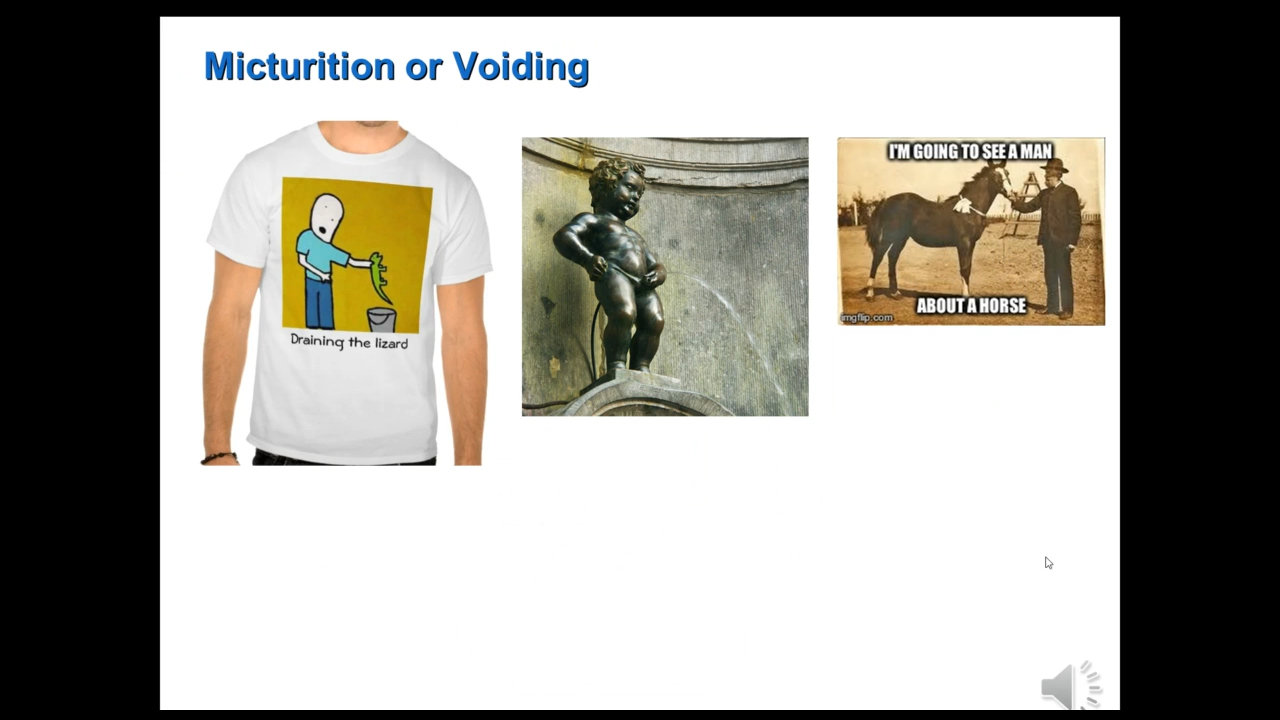 Micturition or Voiding
Draining the lizard
I'M GOING TO SEE A MAN
ABOUT A HORSE
imgflip.com